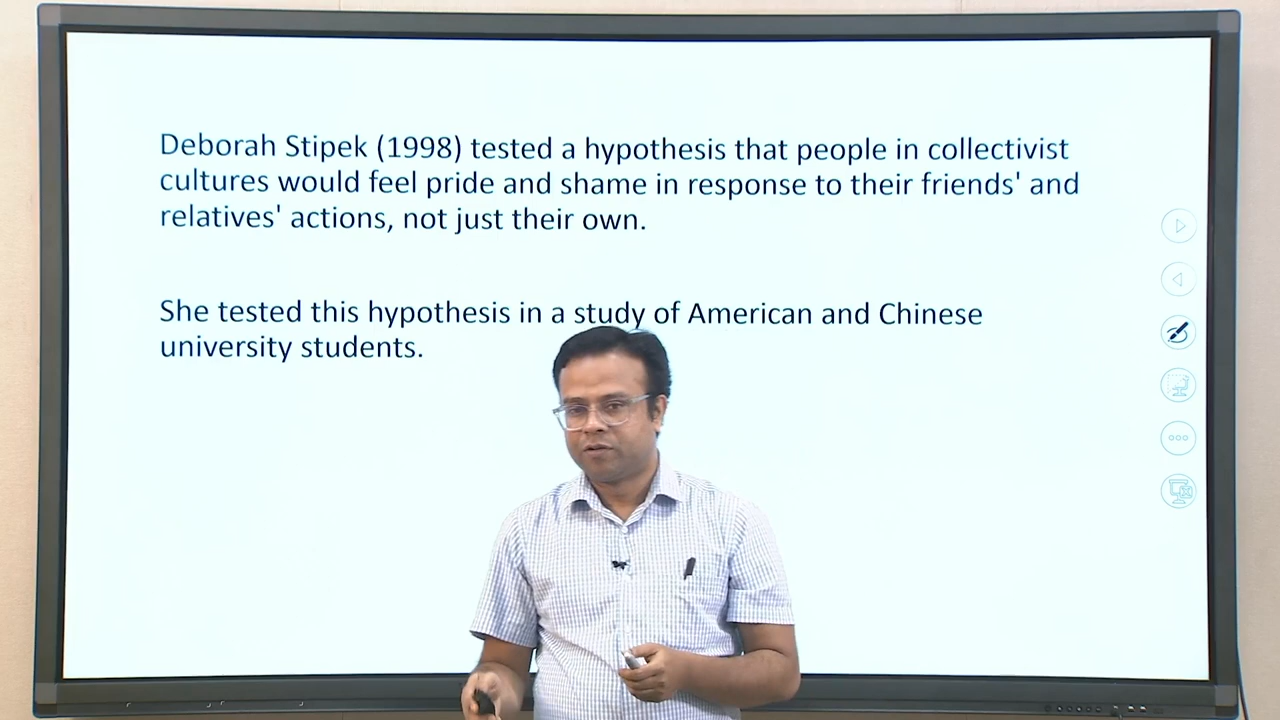 Deborah Stipek (1998) tested a hypothesis that people in collectivist
cultures would feel pride and shame in response to their friends' and
relatives' actions, not just their own.
She tested this hypothesis in a study of American and Chinese
university students.